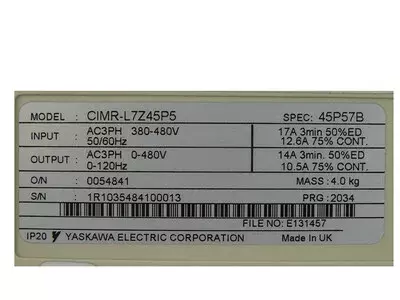 MODEL : CIMR-L7Z45P5 SPEC: 45P57B
INPUT : AC3PH 380-480V 50/60Hz 17A 3min 50%ED 12.6A 75% CONT.
OUTPUT : AC3PH 0-480V 0-120Hz 14A 3min 50%ED 10.5A 75% CONT.
O/N : 0054841 MASS : 4.0 kg
S/N : 1R1035484100013 PRG : 2034
FILE NO : E131457
IP20 YASKAWA ELECTRIC CORPORATION Made in UK